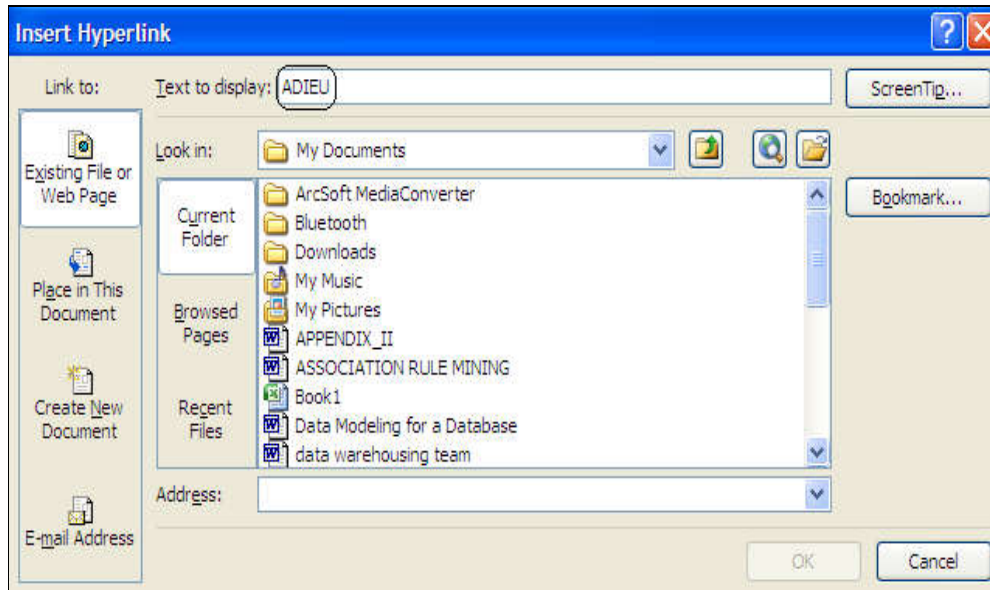 Insert Hyperlink
Link to:
Text to display: ADIEU
ScreenTip...
Existing File or
Web Page
Look in: My Documents
Bookmark...
Current
Folder
ArcSoft MediaConverter
Bluetooth
Downloads
My Music
My Pictures
APPENDIX_II
ASSOCIATION RULE MINING
Book1
Data Modeling for a Database
data warehousing team
Place in This
Document
Browsed
Pages
Create New
Document
Recent
Files
Address:
E-mail Address
OK
Cancel